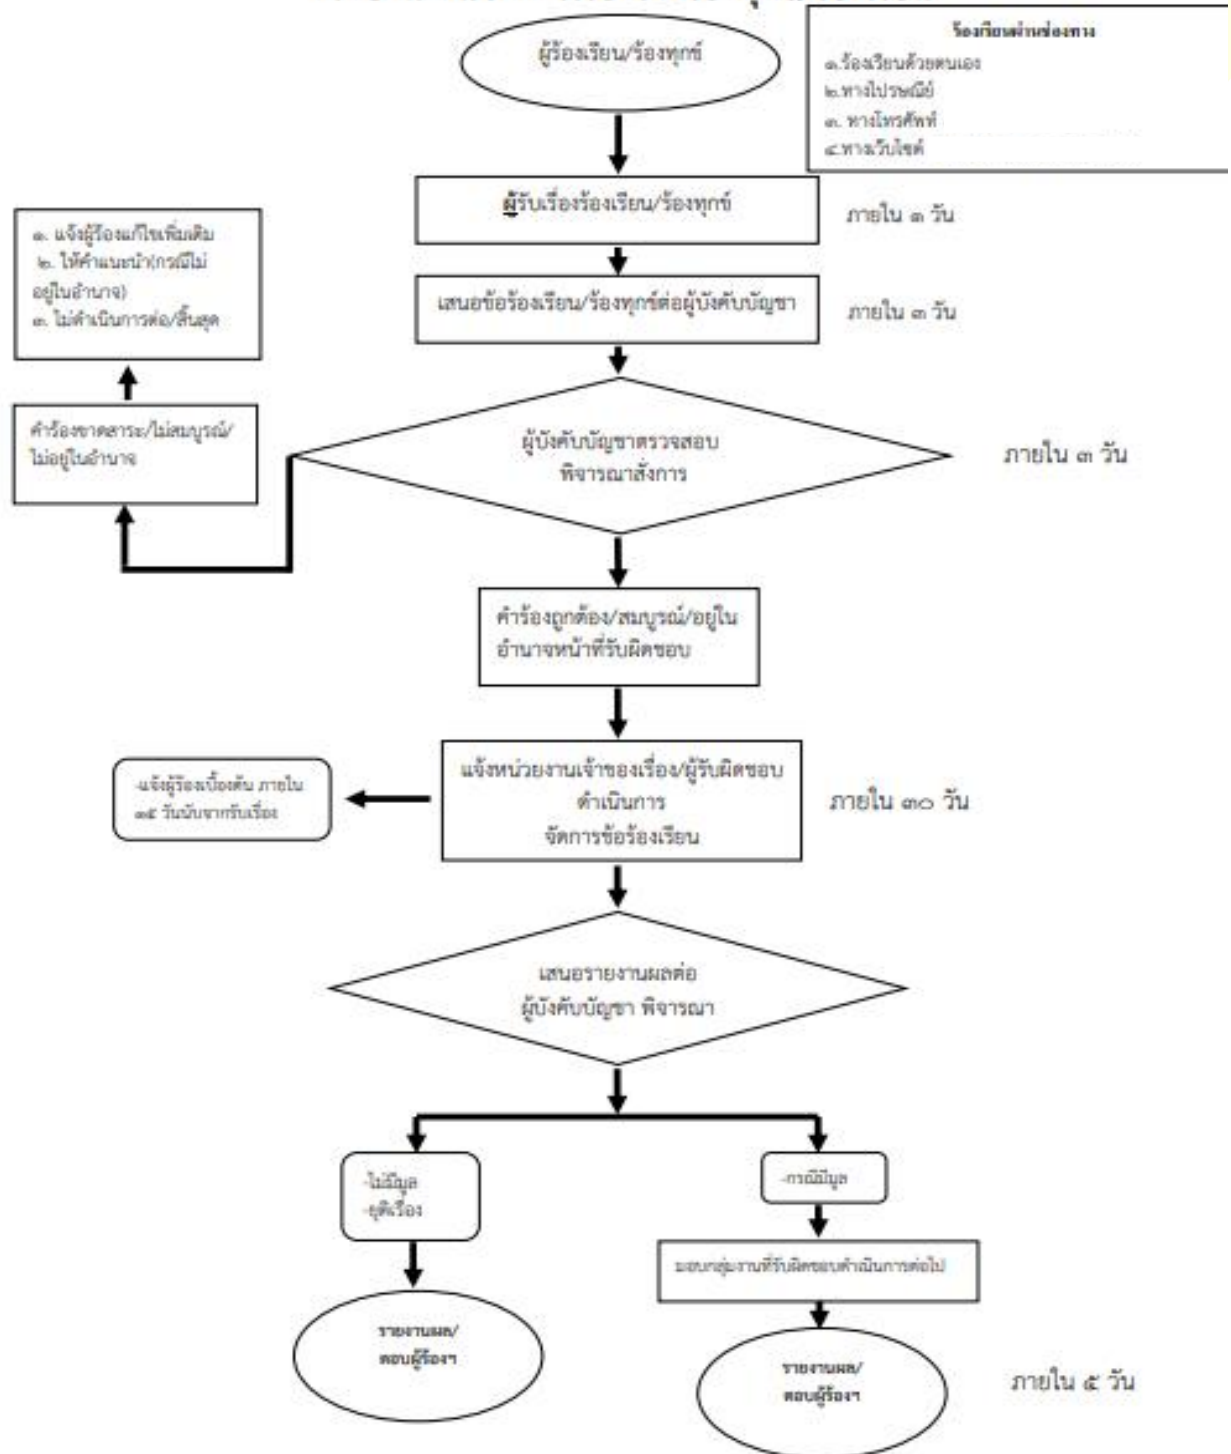 ผู้ร้องเรียน/ร้องทุกข์
ร้องเรียนผ่านช่องทาง
๑.ร้องเรียนด้วยตนเอง
๒.ทางไปรษณีย์
๓. ทางโทรศัพท์
๔.ทางเว็บไซต์
ผู้รับเรื่องร้องเรียน/ร้องทุกข์
ภายใน ๑ วัน
เสนอข้อร้องเรียน/ร้องทุกข์ต่อผู้บังคับบัญชา
ภายใน ๓ วัน
๑. แจ้งผู้ร้องแก้ไขเพิ่มเติม
๒. ให้คำแนะนำ(กรณีไม่
อยู่ในอำนาจ)
๓. ไม่ดำเนินการต่อ/สิ้นสุด
คำร้องขาดสาระ/ไม่สมบูรณ์/
ไม่อยู่ในอำนาจ
ผู้บังคับบัญชาตรวจสอบ
พิจารณาสั่งการ
ภายใน ๓ วัน
คำร้องถูกต้อง/สมบูรณ์/อยู่ใน
อำนาจหน้าที่รับผิดชอบ
แจ้งหน่วยงานเจ้าของเรื่อง/ผู้รับผิดชอบ
ดำเนินการ
จัดการข้อร้องเรียน
ภายใน ๓๐ วัน
-แจ้งผู้ร้องเบื้องต้น ภายใน
๑๕ วันนับจากรับเรื่อง
เสนอรายงานผลต่อ
ผู้บังคับบัญชา พิจารณา
-ไม่มีมูล
-ยุติเรื่อง
-กรณีมีมูล
มอบกลุ่มงานที่รับผิดชอบดำเนินการต่อไป
รายงานผล/
ตอบผู้ร้องฯ
รายงานผล/
ตอบผู้ร้องฯ
ภายใน ๕ วัน